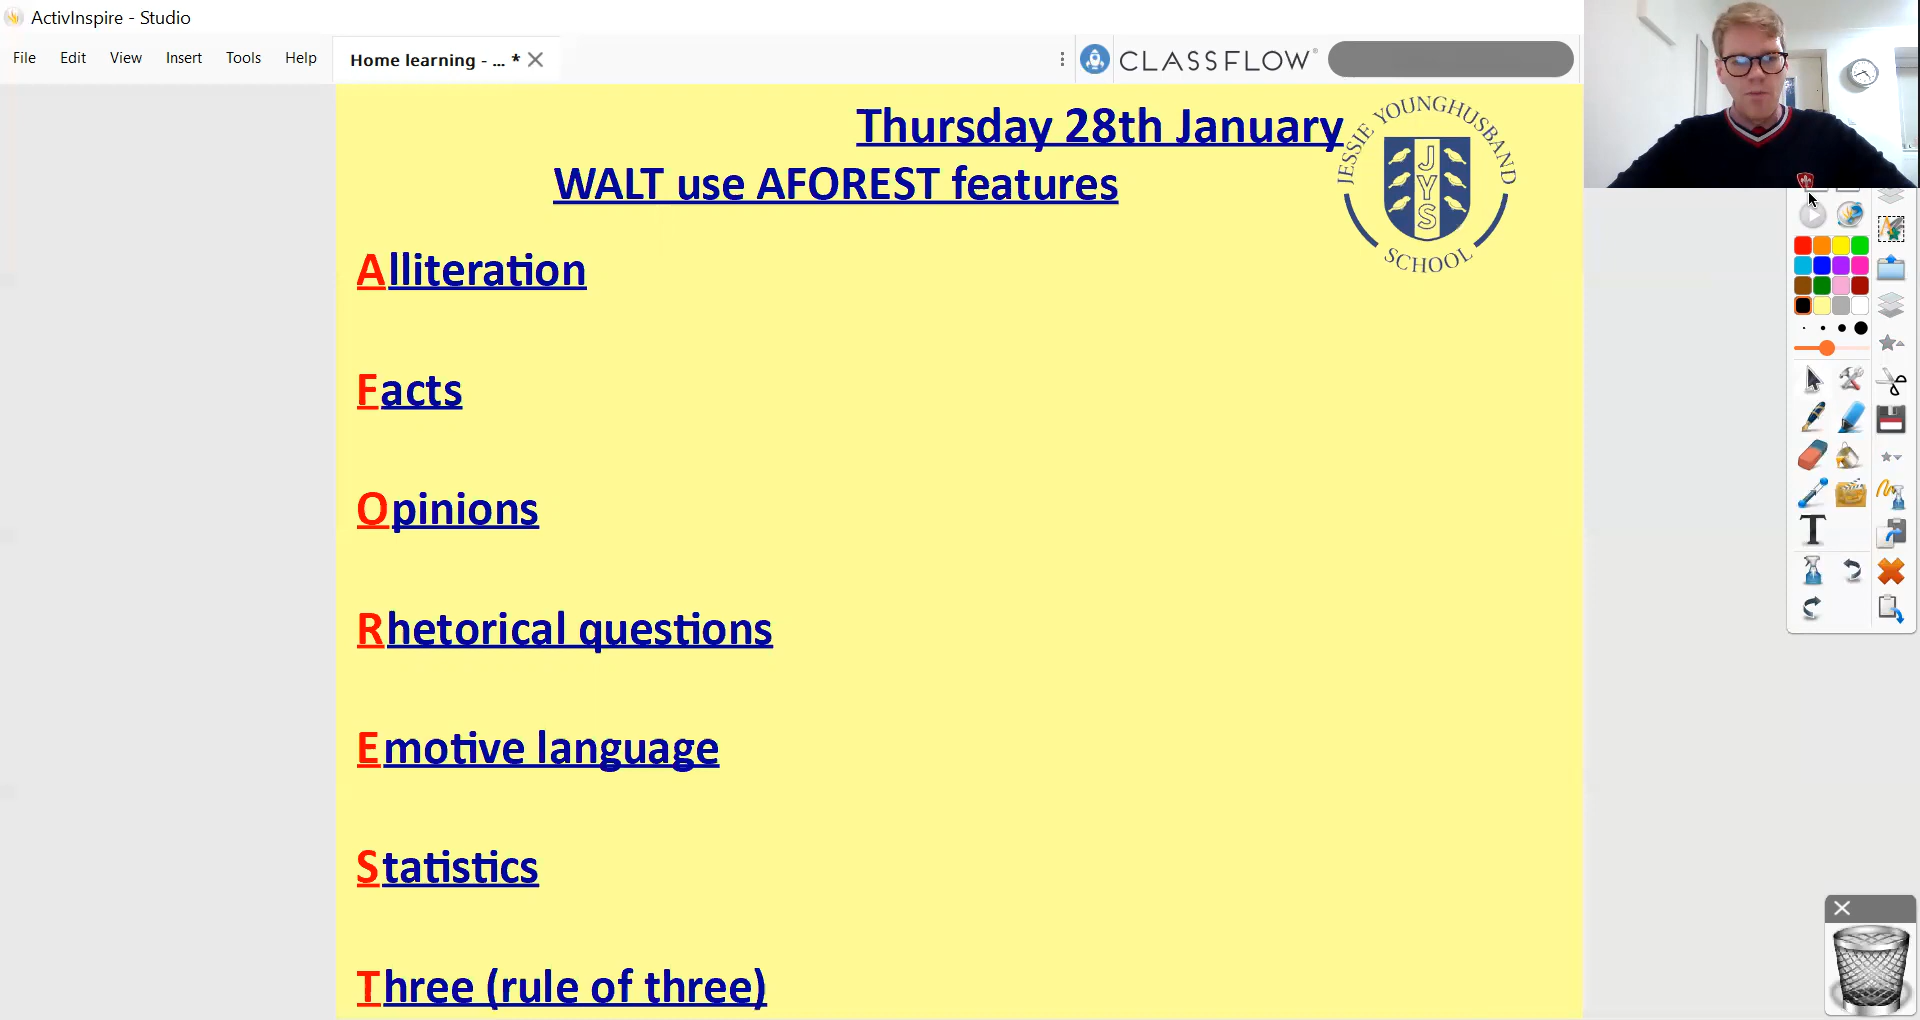 ActivInspire - Studio
File Edit View Insert Tools Help
Home learning - ... *
CLASSFLOW
Thursday 28th January
WALT use AFOREST features
JESSIE YOUNGHUSBAND
JYS
SCHOOL
Alliteration
Facts
Opinions
Rhetorical questions
Emotive language
Statistics
Three (rule of three)